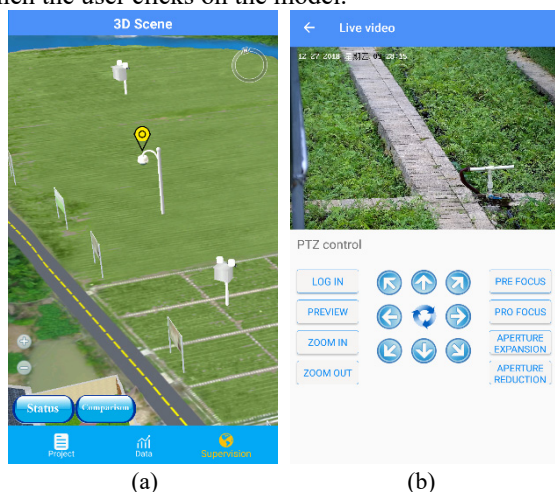 hen the user clicks on the model.
3D Scene
Status
Comparison
Project
Data
Supervision
(a)
Live video
PTZ control
LOG IN
PREVIEW
ZOOM IN
ZOOM OUT
PRE FOCUS
PRO FOCUS
APERTURE
EXPANSION
APERTURE
REDUCTION
(b)